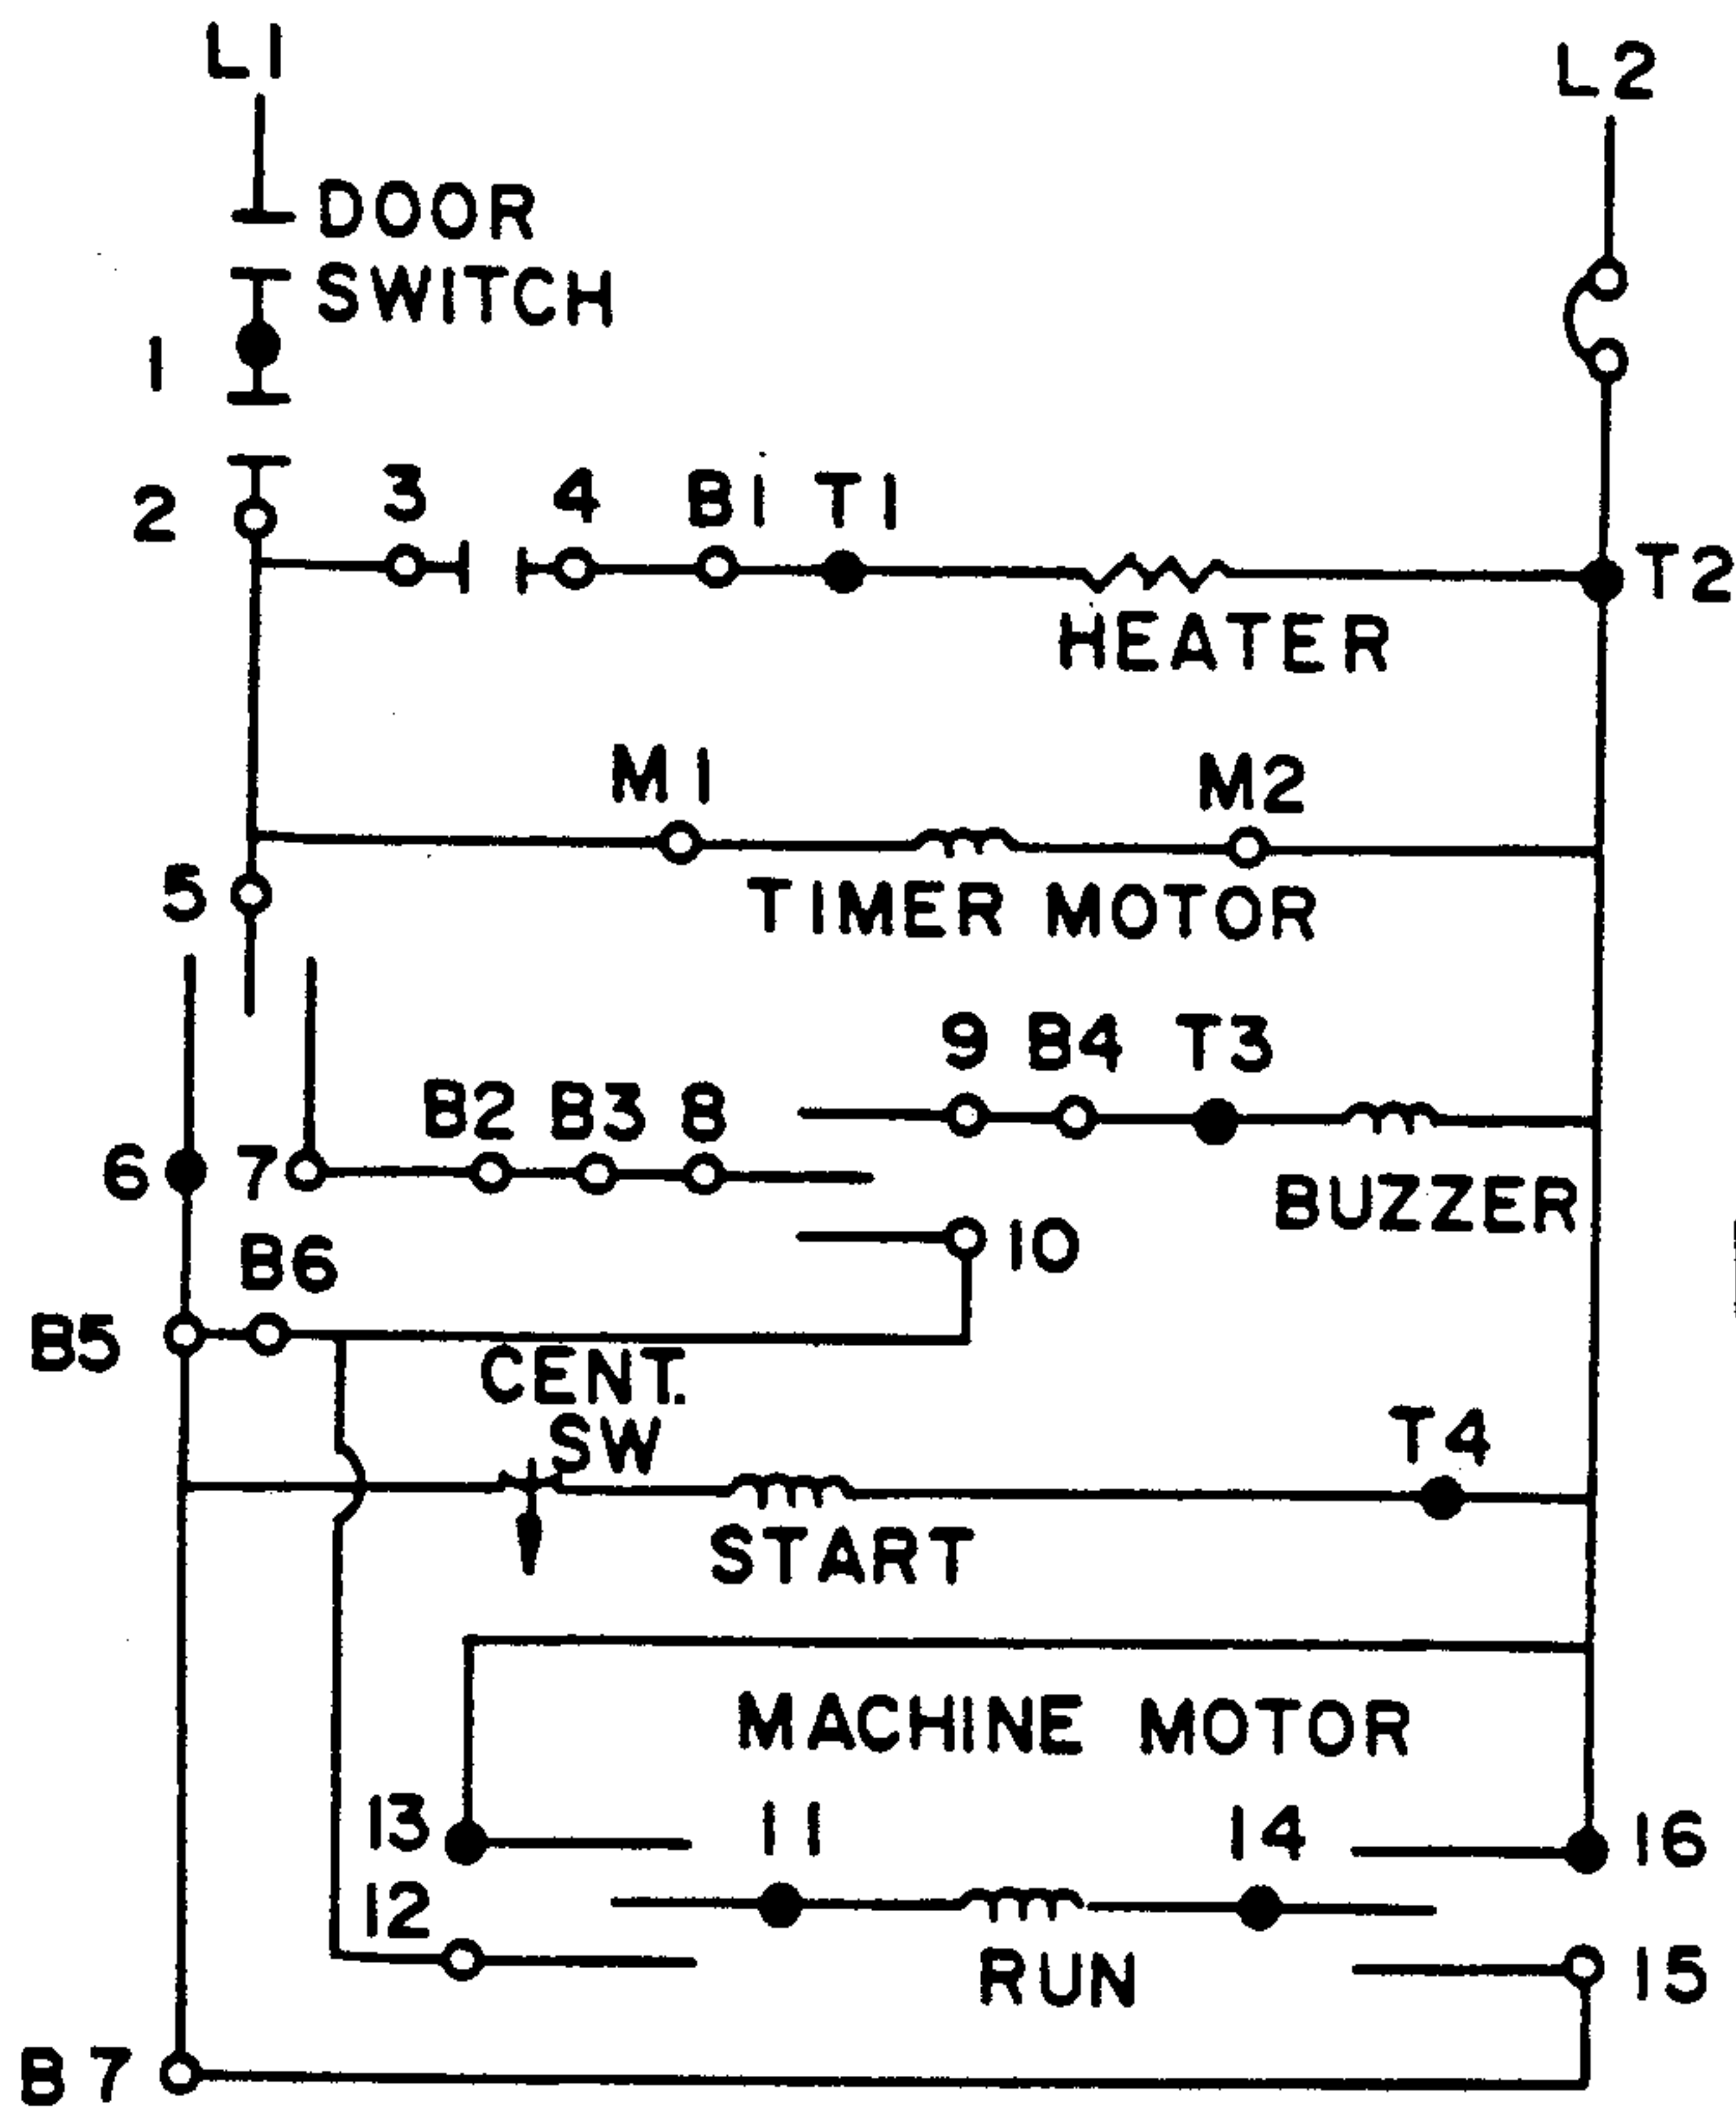 L1
L2
DOOR
SWITCH
1
2
3 4 B1 T1
T2
HEATER
M1
M2
TIMER MOTOR
5
9 B4 T3
B2 B3 8
6 7
BUZZER
10
B6
B5
CENT.
SW
T4
START
MACHINE MOTOR
13 11 14 16
12
RUN
15
B7